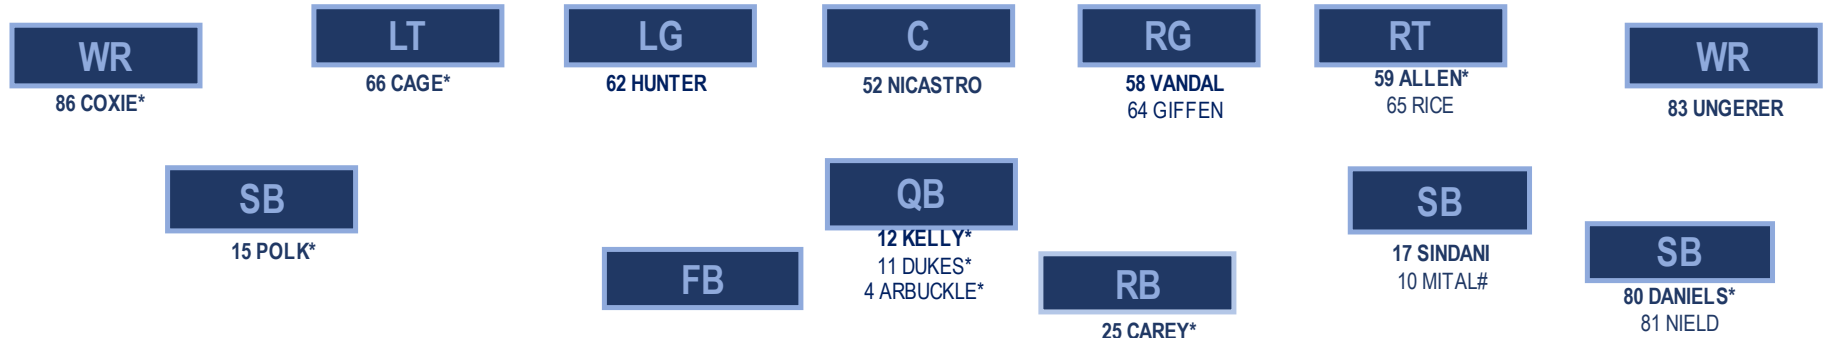 WR
86 COXIE*
LT
66 CAGE*
LG
62 HUNTER
C
52 NICASTRO
RG
58 VANDAL
64 GIFFEN
RT
59 ALLEN*
65 RICE
WR
83 UNGERER
SB
15 POLK*
FB
QB
12 KELLY*
11 DUKES*
4 ARBUCKLE*
RB
25 CAREY*
SB
17 SINDANI
10 MITAL#
SB
80 DANIELS*
81 NIELD